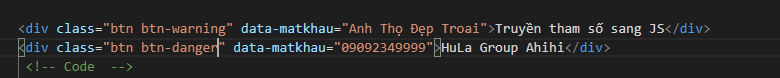 <div class="btn btn-warning" data-matkhau="Anh Thọ Đẹp Troai">Truyền tham số sang JS</div>
<div class="btn btn-danger" data-matkhau="09092349999">HuLa Group Ahihi</div>
<!-- Code  -->